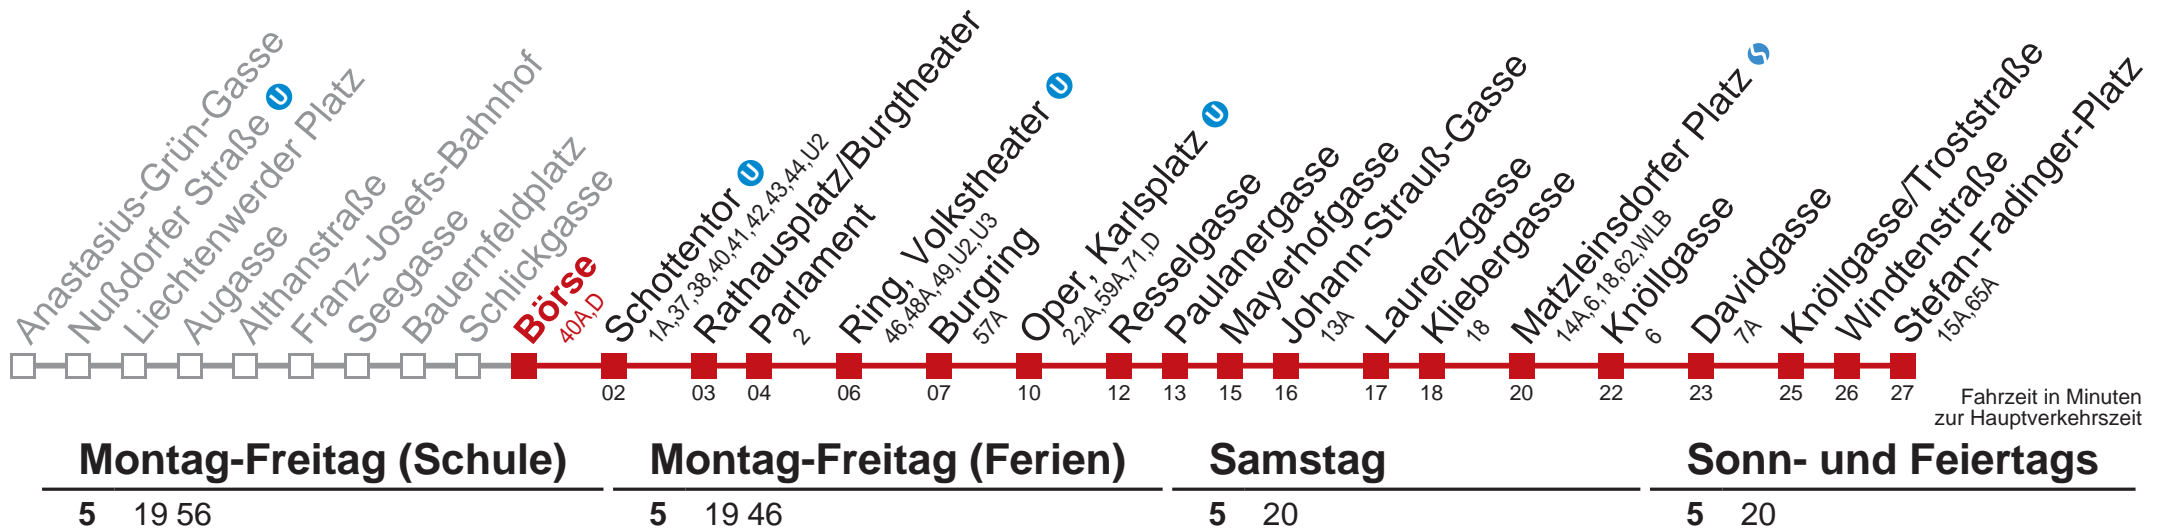 Anastasius-Grün-Gasse
Nußdorfer Straße U
Liechtenwerder Platz
Augasse
Althanstraße
Franz-Josefs-Bahnhof
Seegasse
Bauernfeldplatz
Schlickgasse
Börse
40A,D
Schottentor U
1A,37,38,40,41,42,43,44,U2
Rathausplatz/Burgtheater
Parlament
2
Ring, Volkstheater U
46,48A,49,U2,U3
Burgring
57A
Oper, Karlsplatz U
2,2A,59A,71,D
Resselgasse
Paulanergasse
Mayerhofgasse
Johann-Strauß-Gasse
13A
Laurenzgasse
Kliebergasse
18
Matzleinsdorfer Platz
14A,6,18,62,WLB
Knöllgasse
6
Davidgasse
7A
Knöllgasse/Troststraße
Windtenstraße
Stefan-Fadinger-Platz
15A,65A
02 03 04 06 07 10 12 13 15 16 17 18 20 22 23 25 26 27
Fahrzeit in Minuten
zur Hauptverkehrszeit
Montag-Freitag (Schule)
5 19 56
Montag-Freitag (Ferien)
5 19 46
Samstag
5 20
Sonn- und Feiertags
5 20